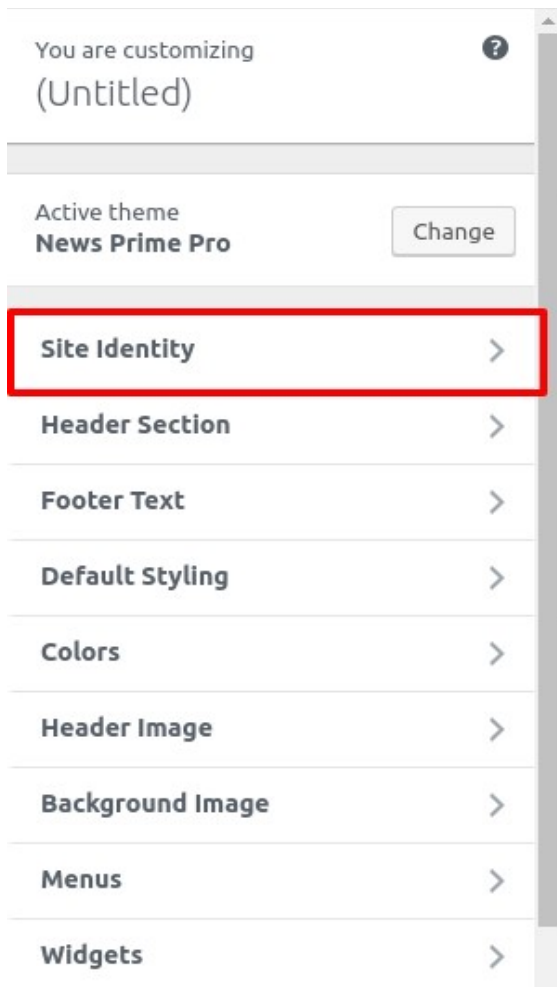 You are customizing
(Untitled)
Active theme
News Prime Pro
Change
Site Identity
Header Section
Footer Text
Default Styling
Colors
Header Image
Background Image
Menus
Widgets